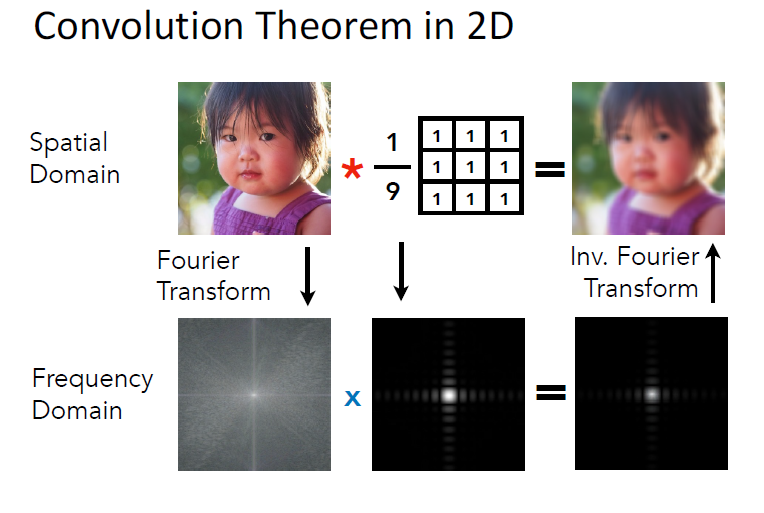 Convolution Theorem in 2D
Spatial
Domain
*
1
9
1 1 1
1 1 1
1 1 1
=
Fourier
Transform
Inv. Fourier
Transform
Frequency
Domain
x
=